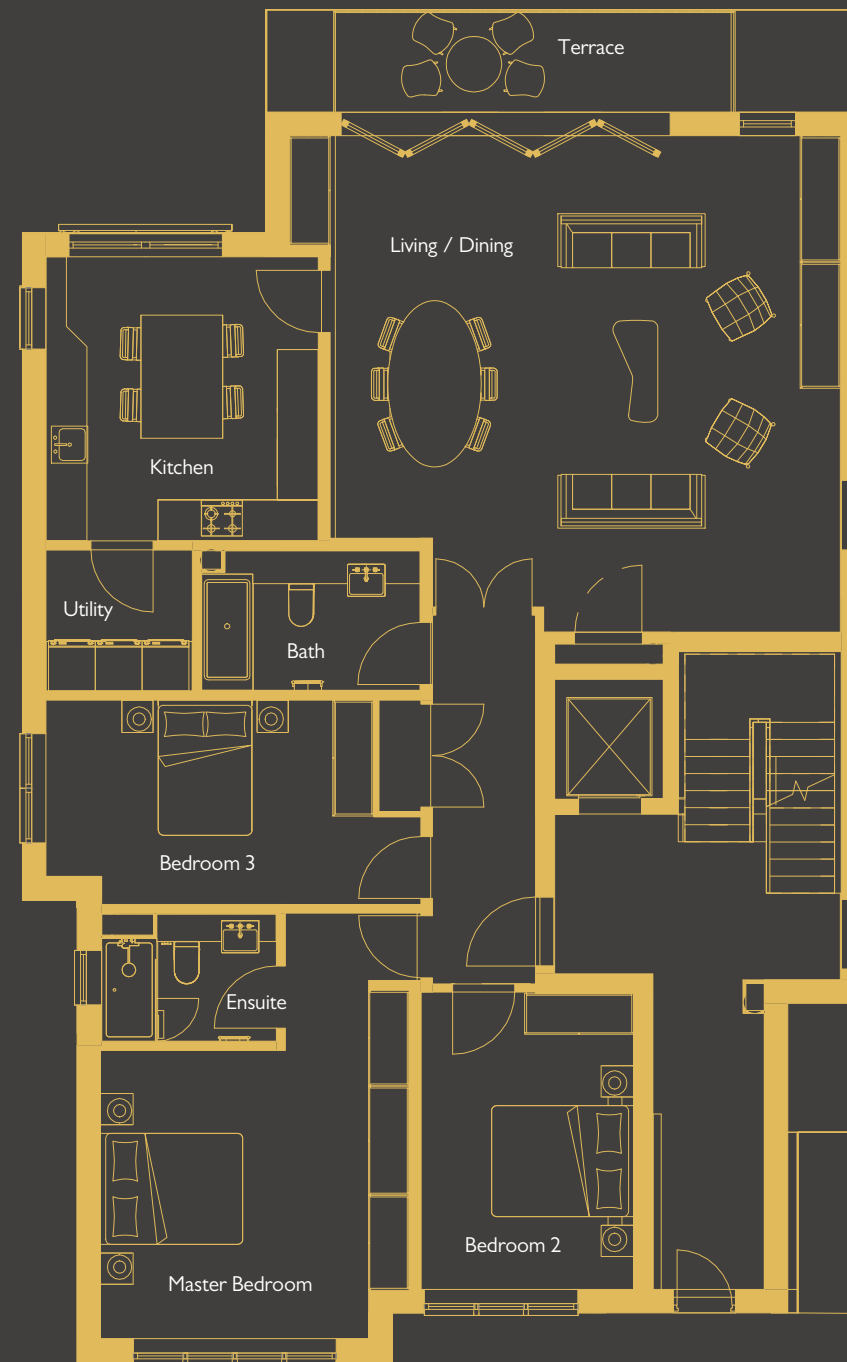 Terrace
Living / Dining
Kitchen
Utility
Bath
Bedroom 3
Ensuite
Bedroom 2
Master Bedroom